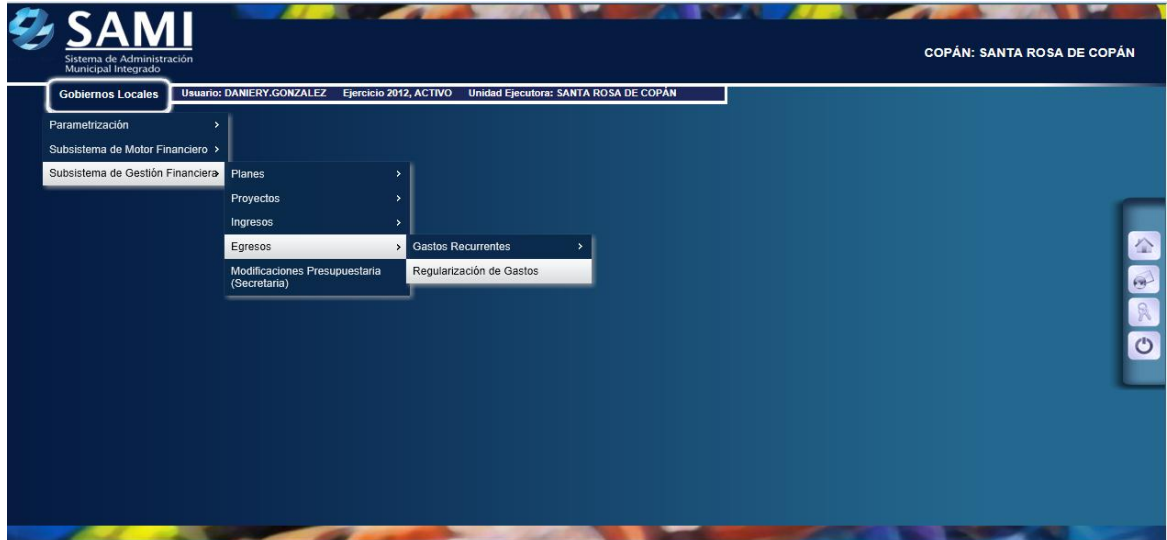 SAMI
Sistema de Administración
Municipal Integrado
COPÁN: SANTA ROSA DE COPÁN
Gobiernos Locales
Usuario: DANIERY.GONZALEZ Ejercicio 2012, ACTIVO Unidad Ejecutora: SANTA ROSA DE COPÁN
Parametrización
Subsistema de Motor Financiero
Subsistema de Gestión Financiera
Planes
Proyectos
Ingresos
Egresos
Modificaciones Presupuestaria
(Secretaria)
Gastos Recurrentes
Regularización de Gastos